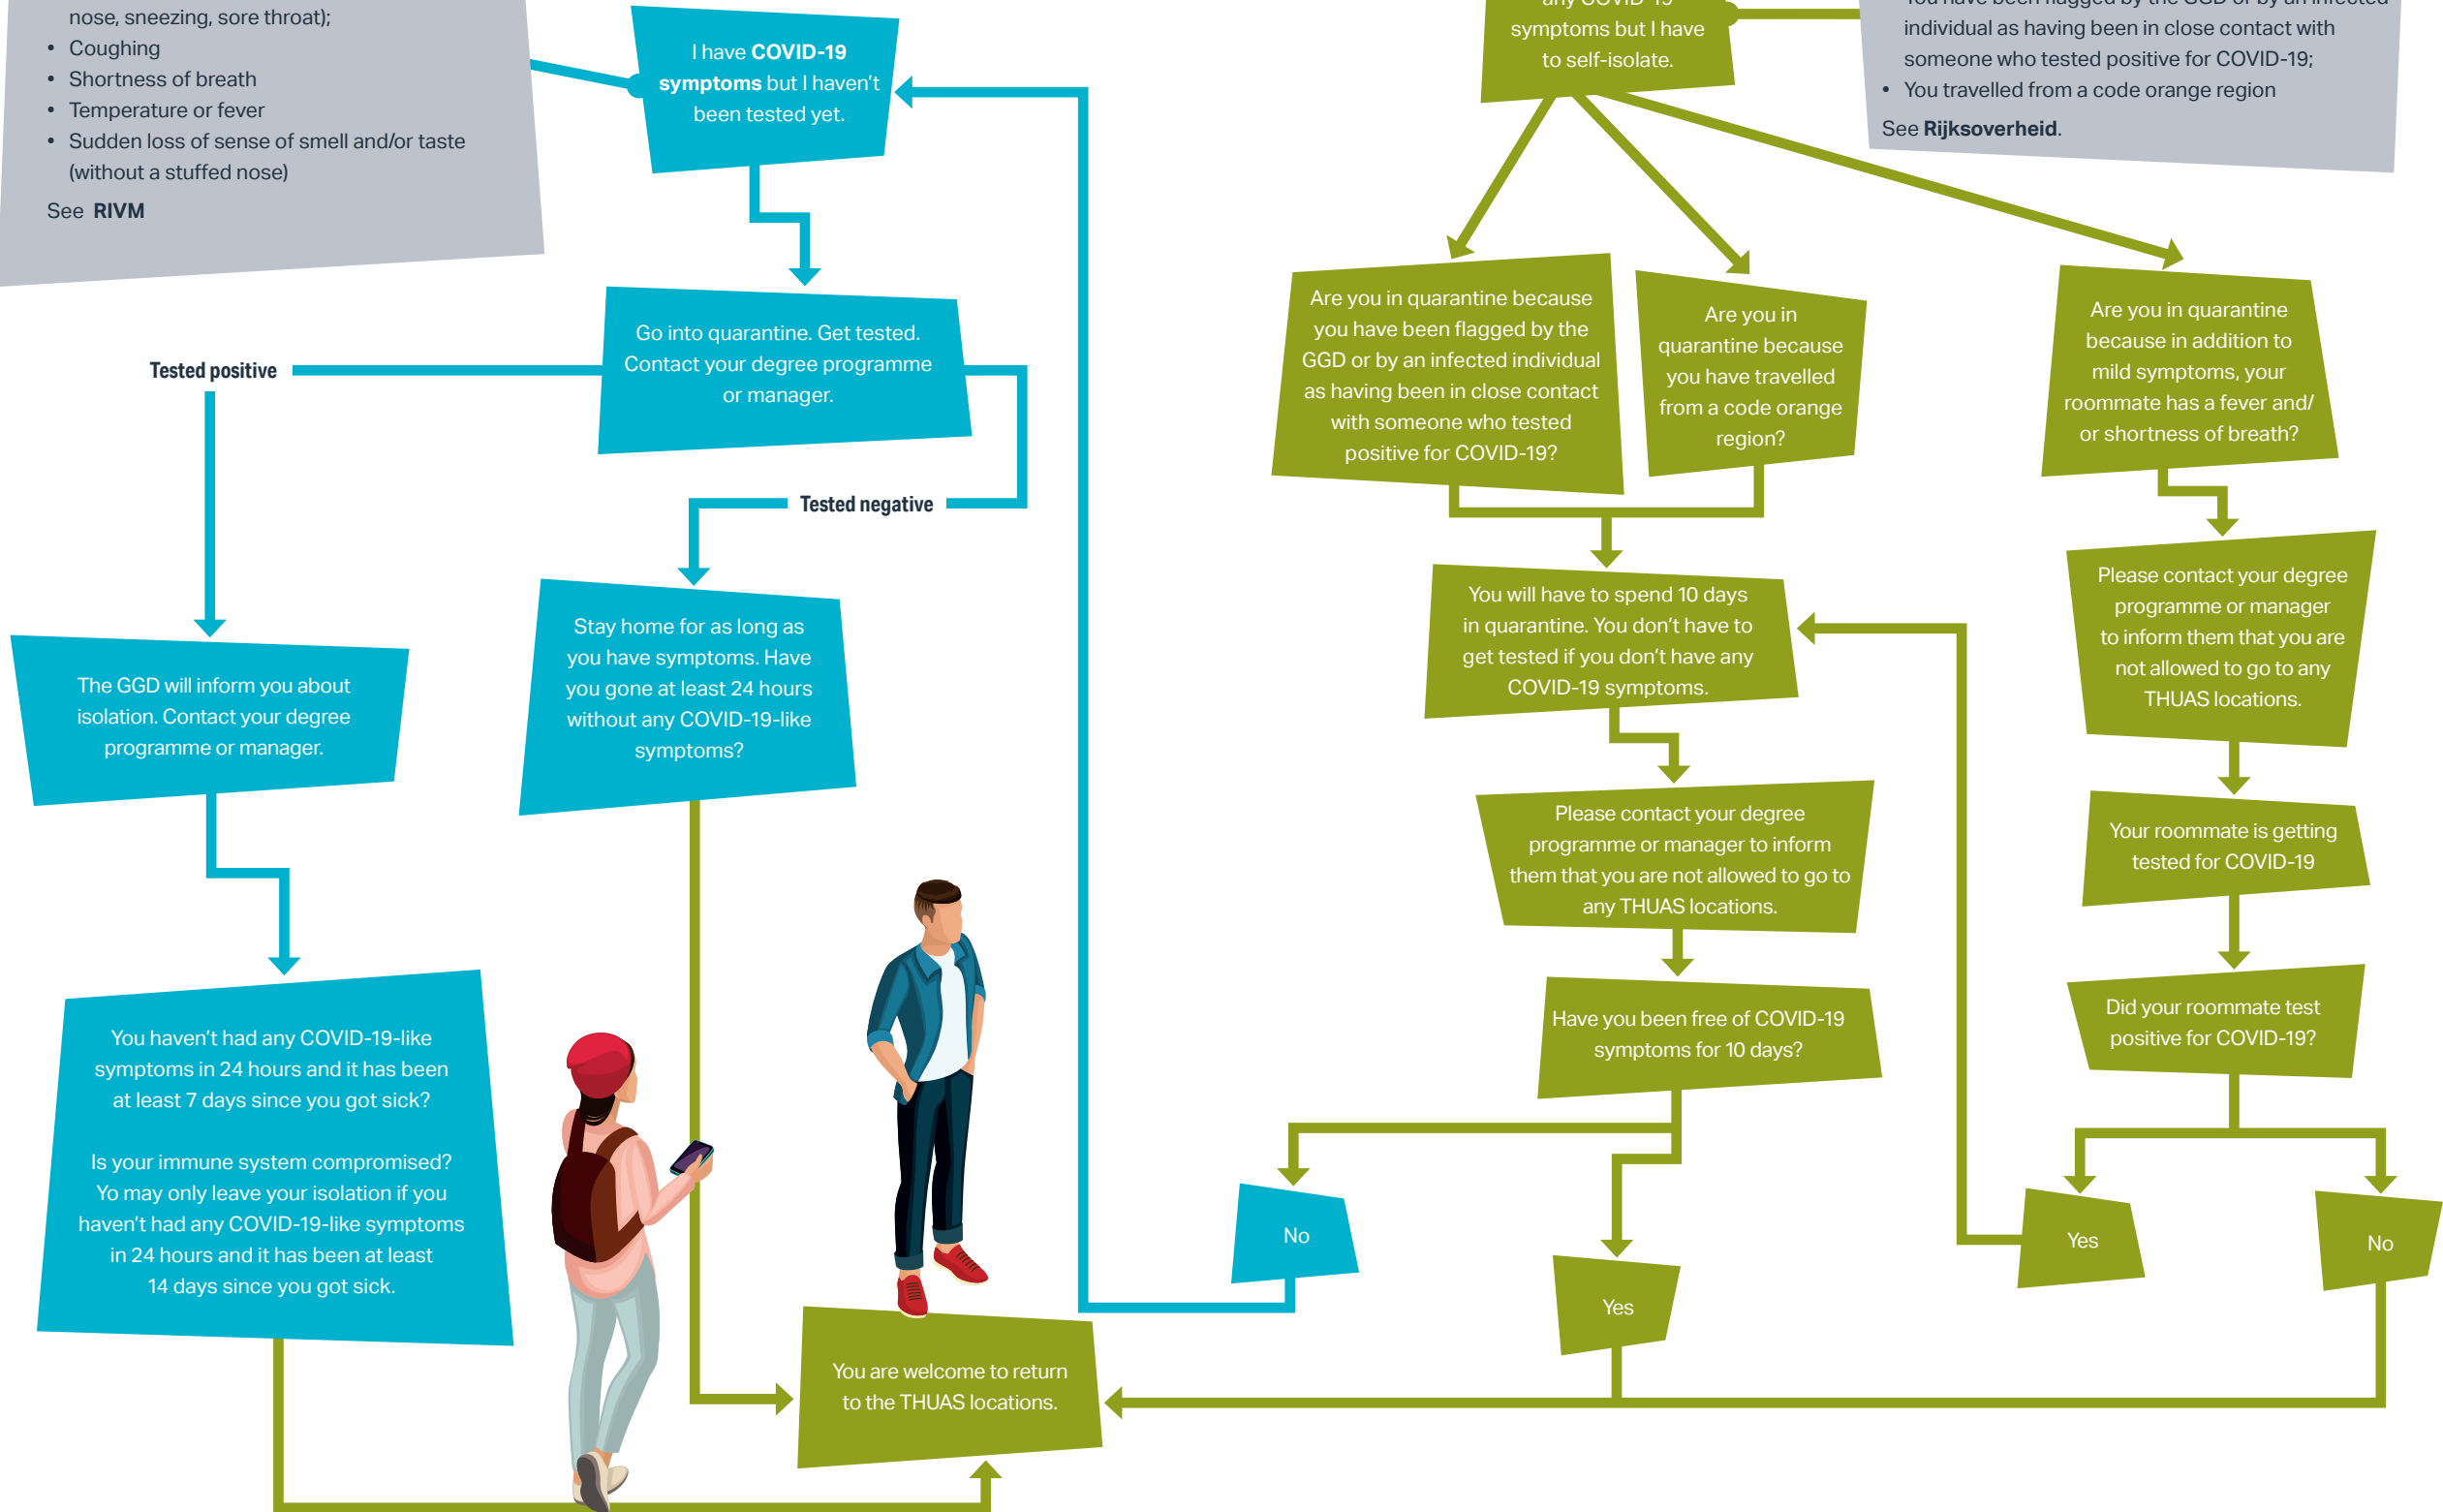 nose, sneezing, sore throat);
• Coughing
• Shortness of breath
• Temperature or fever
• Sudden loss of sense of smell and/or taste
(without a stuffed nose)
See RIVM
I have COVID-19
symptoms but I haven't
been tested yet.
any COVID-19
symptoms but I have
to self-isolate.
You have been flagged by the GGD or by an infected
individual as having been in close contact with
someone who tested positive for COVID-19;
• You travelled from a code orange region
See Rijksoverheid.
Go into quarantine. Get tested.
Contact your degree programme
or manager.
Tested positive
Tested negative
The GGD will inform you about
isolation. Contact your degree
programme or manager.
Stay home for as long as
you have symptoms. Have
you gone at least 24 hours
without any COVID-19-like
symptoms?
You haven't had any COVID-19-like
symptoms in 24 hours and it has been
at least 7 days since you got sick?
Is your immune system compromised?
Yo may only leave your isolation if you
haven't had any COVID-19-like symptoms
in 24 hours and it has been at least
14 days since you got sick.
Are you in quarantine because
you have been flagged by the
GGD or by an infected individual
as having been in close contact
with someone who tested
positive for COVID-19?
Are you in
quarantine because
you have travelled
from a code orange
region?
Are you in quarantine
because in addition to
mild symptoms, your
roommate has a fever and/
or shortness of breath?
You will have to spend 10 days
in quarantine. You don't have to
get tested if you don't have any
COVID-19 symptoms.
Please contact your degree
programme or manager
to inform them that you are
not allowed to go to any
THUAS locations.
Please contact your degree
programme or manager to inform
them that you are not allowed to go to
any THUAS locations.
Your roommate is getting
tested for COVID-19
Have you been free of COVID-19
symptoms for 10 days?
Did your roommate test
positive for COVID-19?
No
Yes
Yes
No
You are welcome to return
to the THUAS locations.